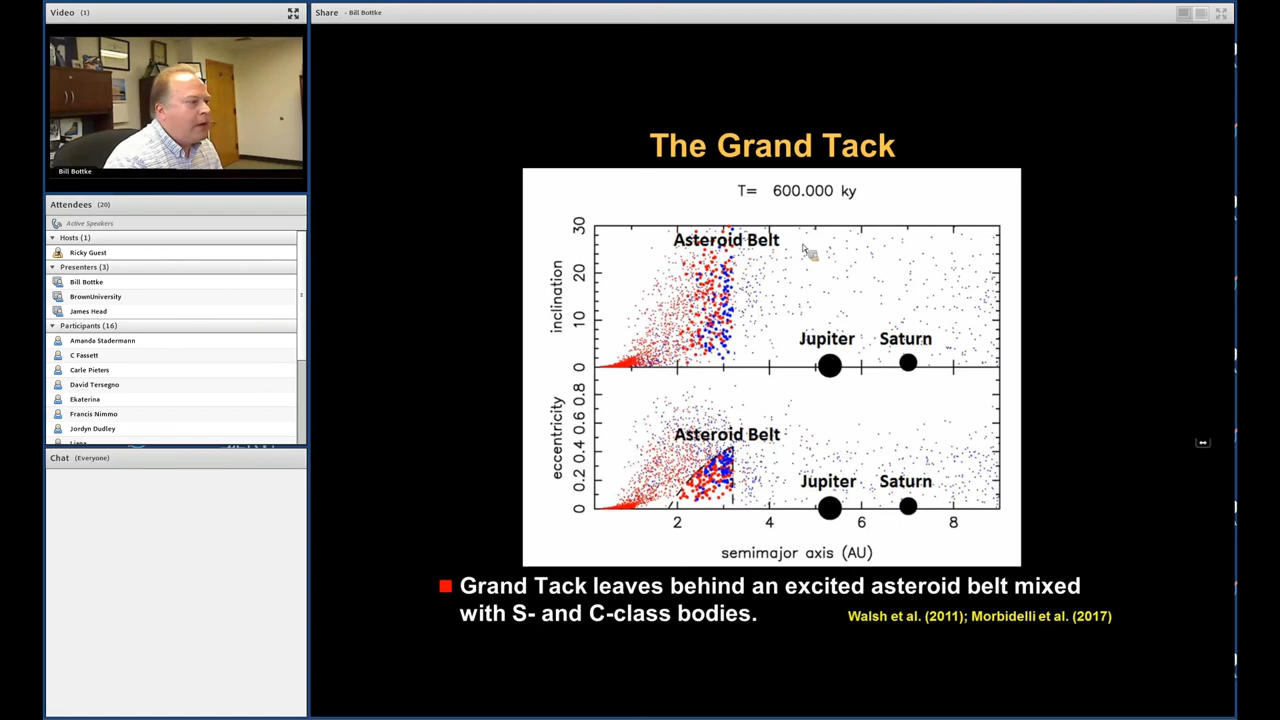 Video (1)
Bill Bottke
Attendees (20)
Active Speakers
Hosts (1)
Ricky Guest
Presenters (3)
Bill Bottke
BrownUniversity
James Head
Participants (16)
Amanda Stadermann
C Fassett
Carle Pieters
David Tersegno
Ekaterina
Francis Nimmo
Jordyn Dudley
Chat (Everyone)
Share - Bill Bottke
The Grand Tack
T= 600.000 ky
30
20
10
0
inclination
Asteroid Belt
Jupiter
Saturn
0.8
0.6
0.4
0.2
0
eccentricity
Asteroid Belt
Jupiter
Saturn
2 4 6 8
semimajor axis (AU)
Grand Tack leaves behind an excited asteroid belt mixed
with S- and C-class bodies.
Walsh et al. (2011); Morbidelli et al. (2017)